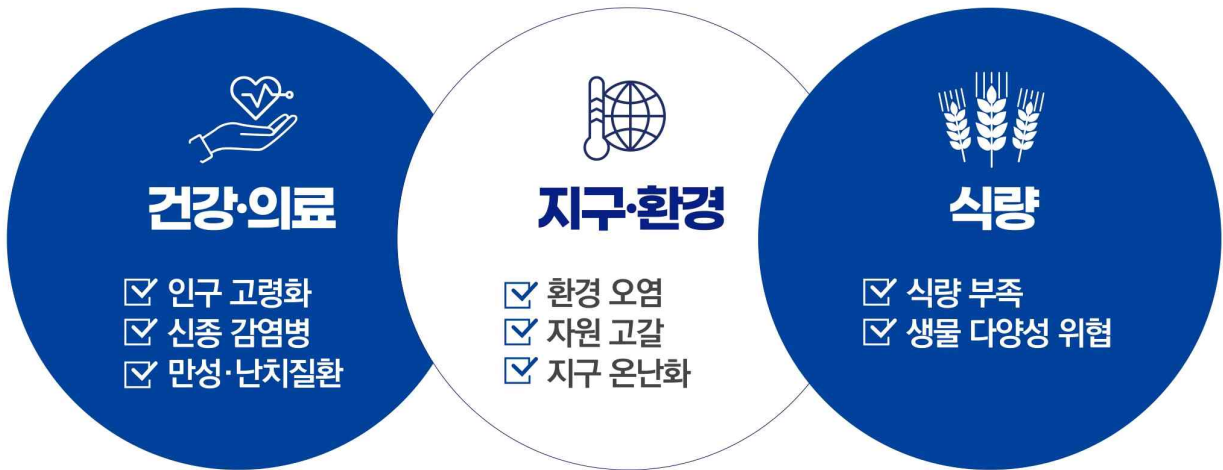 건강·의료
인구 고령화
신종 감염병
만성·난치질환
지구·환경
환경 오염
자원 고갈
지구 온난화
식량
식량 부족
생물 다양성 위협